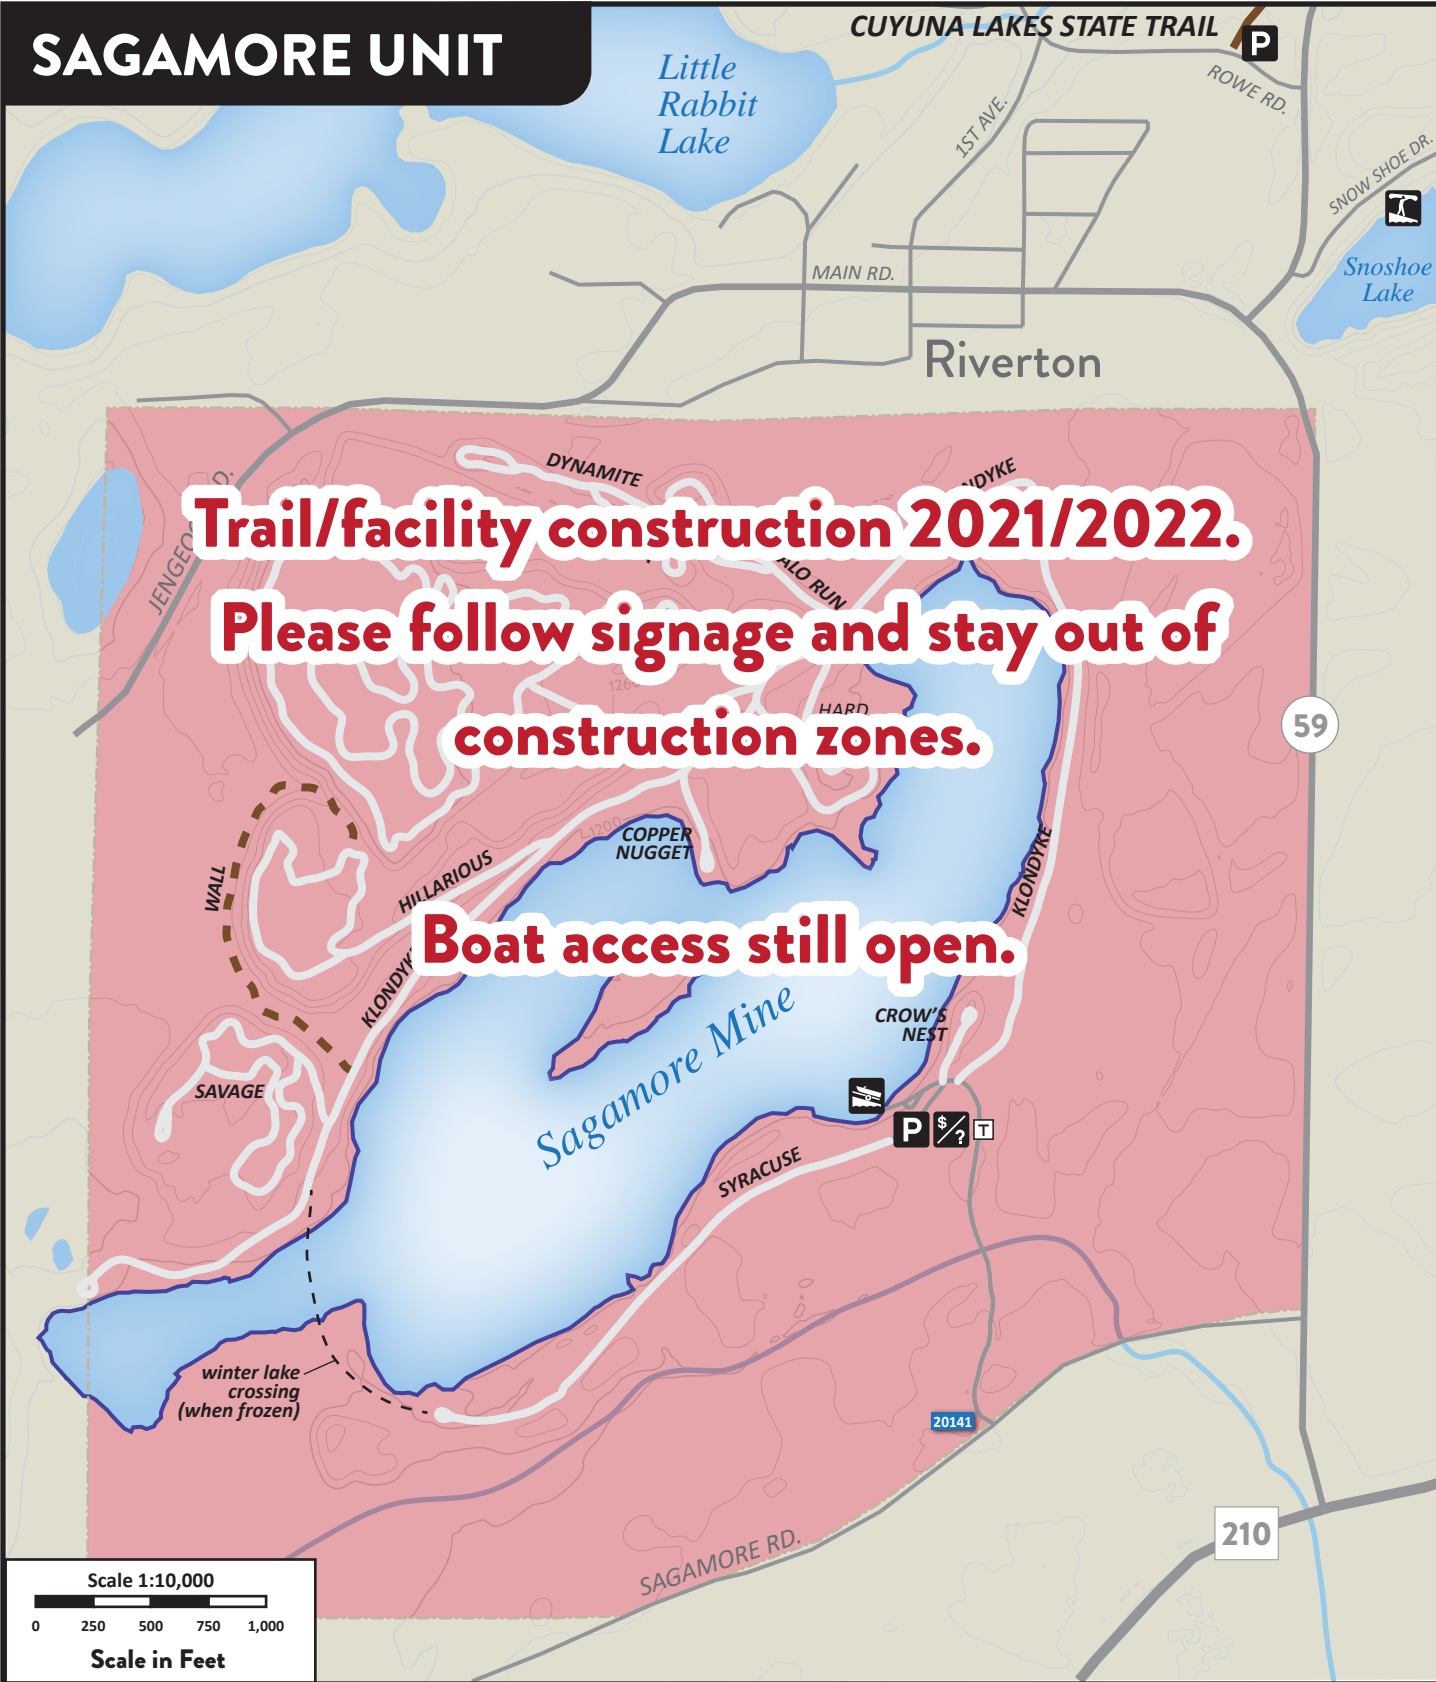 SAGAMORE UNIT
CUYUNA LAKES STATE TRAIL
P
ROWE RD.
Little
Rabbit
Lake
1ST AVE.
SNOW SHOE DR.
Snoshoe
Lake
MAIN RD.
Riverton
DYNAMITE
Trail/facility construction 2021/2022.
Please follow signage and stay out of
construction zones.
HARD
59
1200
COPPER
NUGGET
WALL
HILLARIOUS
KLONDYKE
Boat access still open.
Sagamore Mine
CROW'S
NEST
SAVAGE
P
$/?
T
SYRACUSE
winter lake
crossing
(when frozen)
20141
210
SAGAMORE RD.
Scale 1:10,000
0 250 500 750 1,000
Scale in Feet